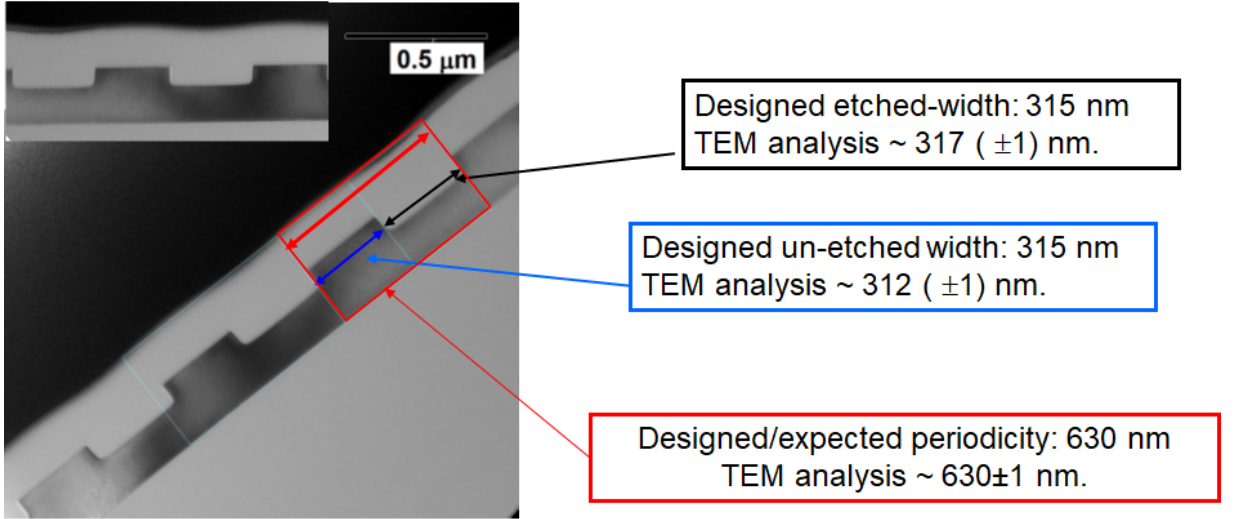 0.5 μm
Designed etched-width: 315 nm
TEM analysis ~ 317 ( ±1) nm.
Designed un-etched width: 315 nm
TEM analysis ~ 312 ( ±1) nm.
Designed/expected periodicity: 630 nm
TEM analysis ~ 630±1 nm.